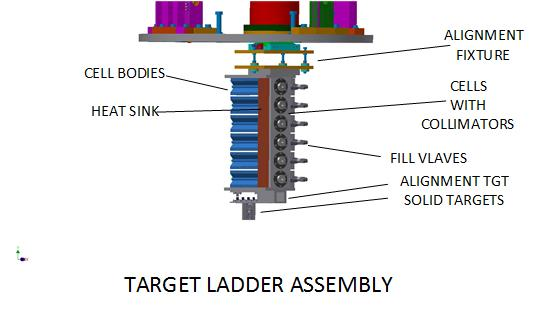 ALIGNMENT
FIXTURE
CELL BODIES
CELLS
WITH
COLLIMATORS
HEAT SINK
FILL VLAVES
ALIGNMENT TGT
SOLID TARGETS
TARGET LADDER ASSEMBLY